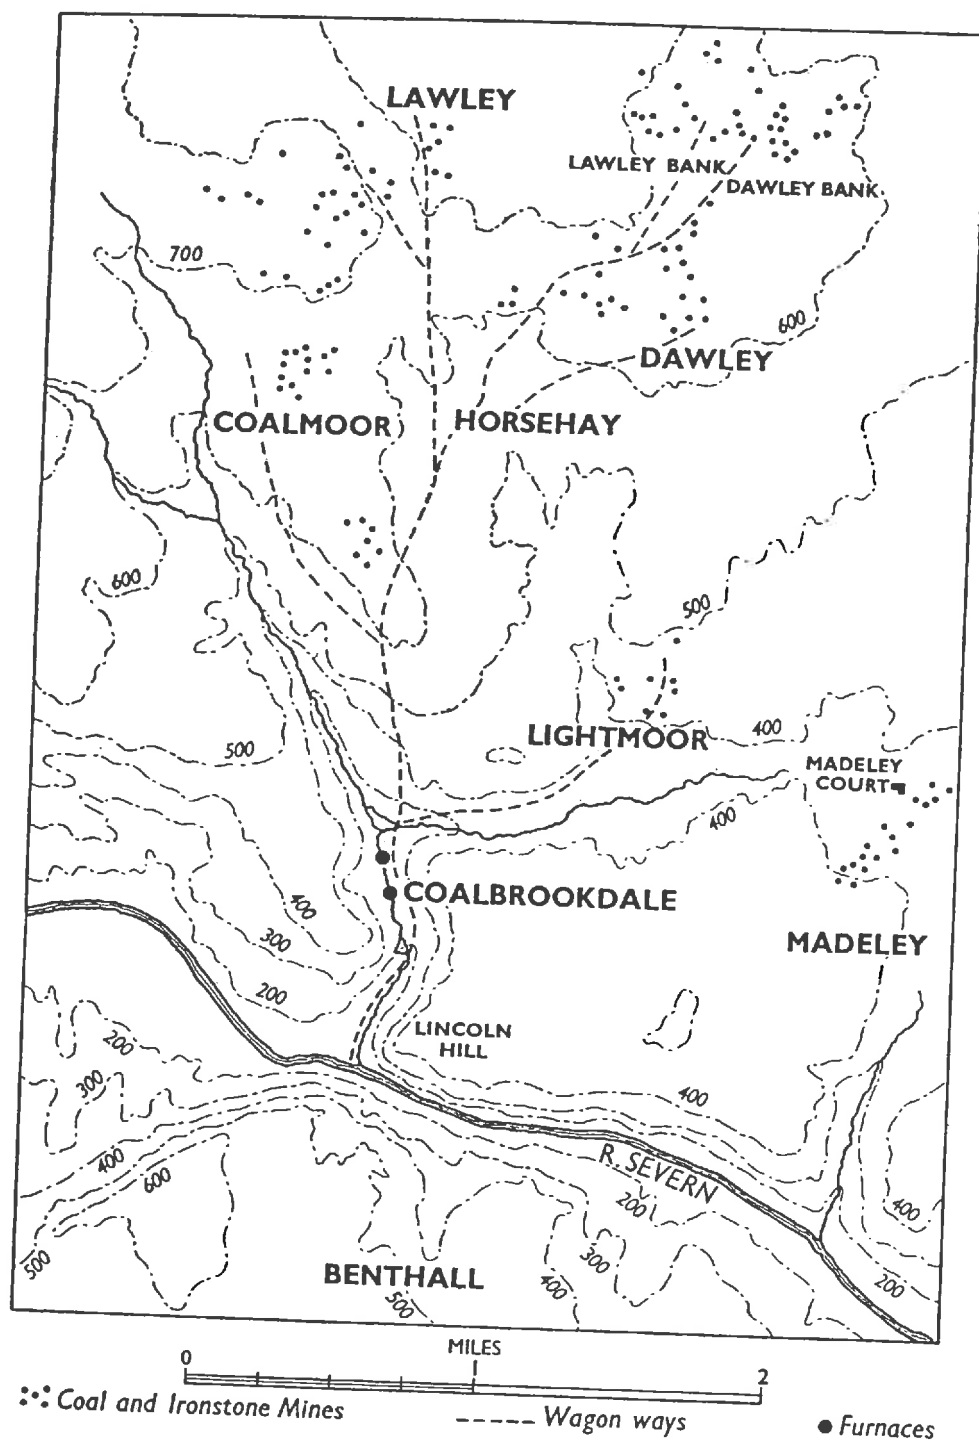 LAWLEY
LAWLEY BANK
DAWLEY BANK
700
600
DAWLEY
COALMOOR
HORSEHAY
600
500
LIGHTMOOR
400
500
MADELEY
COURT
400
COALBROOKDALE
400
300
MADELEY
200
LINCOLN
HILL
200
300
400
400
600
R. SEVERN
200
400
500
300
200
BENTHALL
400
500
MILES
0
1
2
Coal and Ironstone Mines
Wagon ways
Furnaces